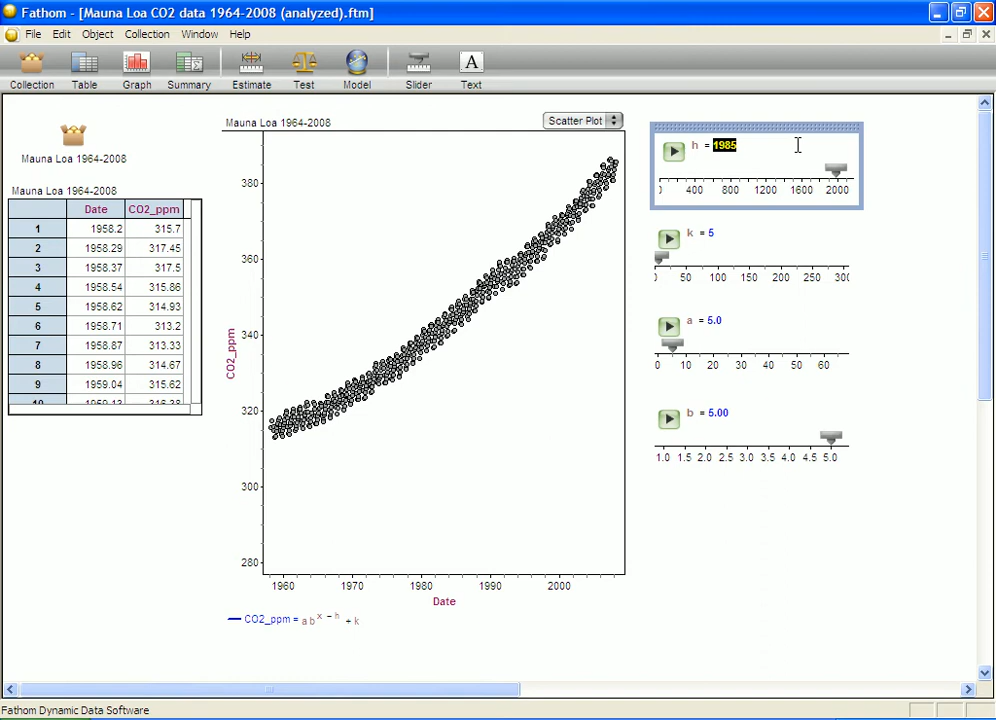 Fathom - [Mauna Loa CO2 data 1964-2008 (analyzed).ftm]
File Edit Object Collection Window Help
Collection Table Graph Summary Estimate Test Model Slider Text
A
Mauna Loa 1964-2008
Mauna Loa 1964-2008
Date CO2_ppm
1 1958.2 315.7
2 1958.29 317.45
3 1958.37 317.5
4 1958.54 315.86
5 1958.62 314.93
6 1958.71 313.2
7 1958.87 313.33
8 1958.96 314.67
9 1959.04 315.62
10 1959.13 316.38
Mauna Loa 1964-2008
Scatter Plot
CO2_ppm
380
360
340
320
300
280
1960 1970 1980 1990 2000
Date
CO2_ppm = a b x - h + k
h = 1985
0 400 800 1200 1600 2000
k = 5
0 50 100 150 200 250 300
a = 5.0
0 10 20 30 40 50 60
b = 5.00
1.0 1.5 2.0 2.5 3.0 3.5 4.0 4.5 5.0
Fathom Dynamic Data Software